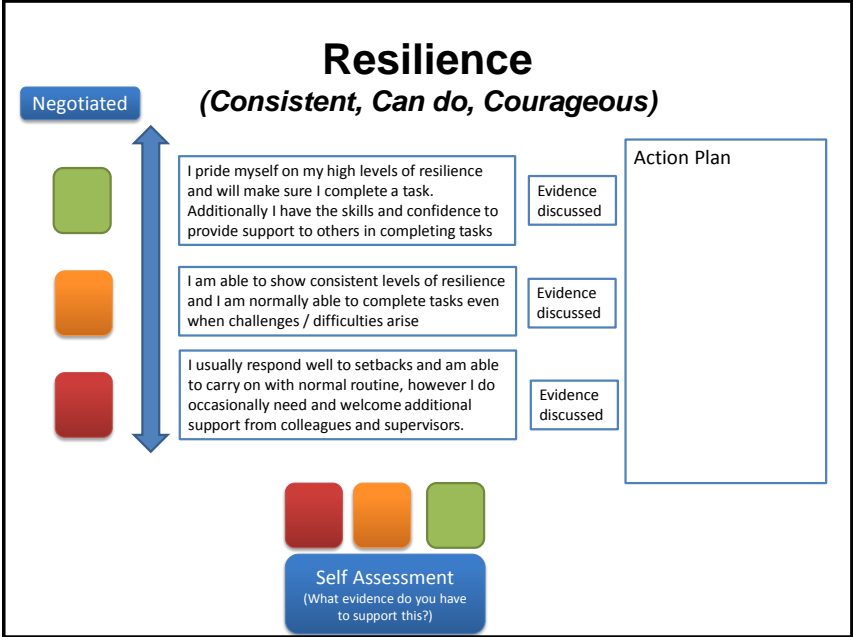 Resilience
(Consistent, Can do, Courageous)
Negotiated
I pride myself on my high levels of resilience
and will make sure I complete a task.
Additionally I have the skills and confidence to
provide support to others in completing tasks
Evidence
discussed
Action Plan
I am able to show consistent levels of resilience
and I am normally able to complete tasks even
when challenges / difficulties arise
Evidence
discussed
I usually respond well to setbacks and am able
to carry on with normal routine, however I do
occasionally need and welcome additional
support from colleagues and supervisors.
Evidence
discussed
Self Assessment
(What evidence do you have
to support this?)